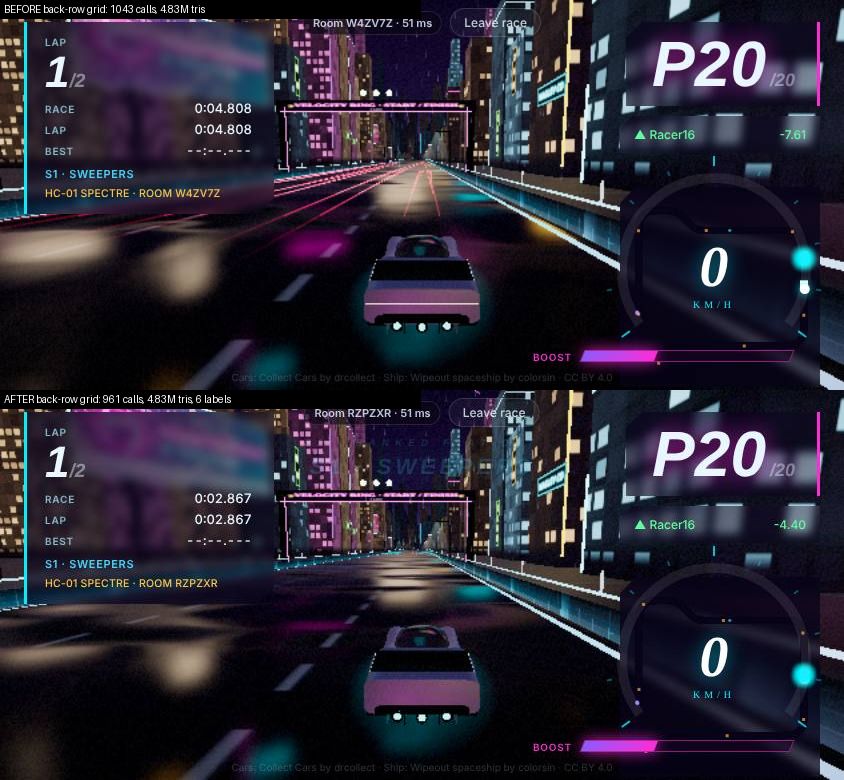 BEFORE back-row grid: 1043 calls, 4.83M tris
Room W4ZV7Z · 51 ms
Leave race
LAP
1/2
RACE 0:04.808
LAP 0:04.808
BEST --:--.---
S1 · SWEEPERS
HC-01 SPECTRE · ROOM W4ZV7Z
P20/20
▲ Racer16 -7.61
0
KM/H
BOOST
Cars: Collect Cars by drcollect · Ship: Wipeout spaceship by colorsin · CC BY 4.0
AFTER back-row grid: 961 calls, 4.83M tris, 6 labels
Room RZPZXR · 51 ms
Leave race
LAP
1/2
RACE 0:02.867
LAP 0:02.867
BEST --:--.---
S1 · SWEEPERS
HC-01 SPECTRE · ROOM RZPZXR
P20/20
▲ Racer16 -4.40
0
KM/H
BOOST
Cars: Collect Cars by drcollect · Ship: Wipeout spaceship by colorsin · CC BY 4.0